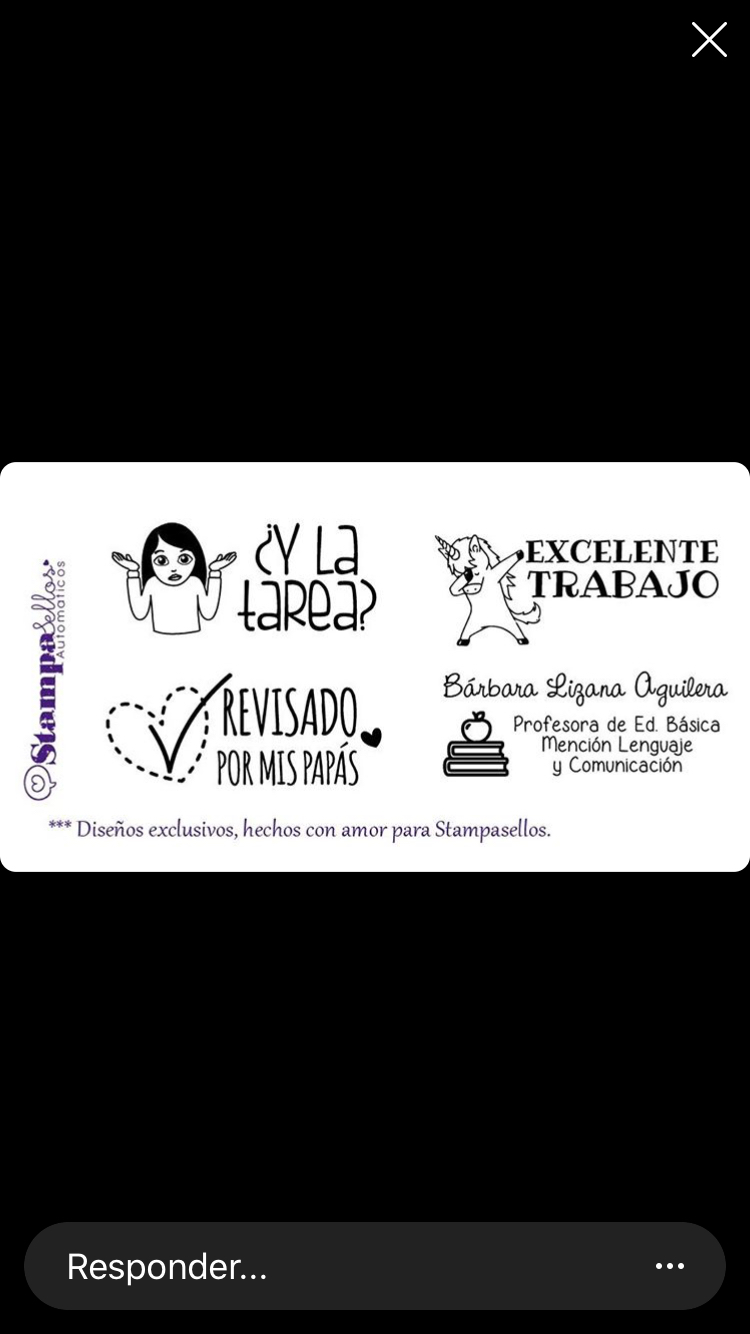 ¿Y La
tarea?
EXCELENTE
TRABAJO
REVISADO
POR MIS PAPÁS
Bárbara Lizana Aguilera
Profesora de Ed. Básica
Mención Lenguaje
y Comunicación
Stampasellos
Automáticos
*** Diseños exclusivos, hechos con amor para Stampasellos.
Responder...